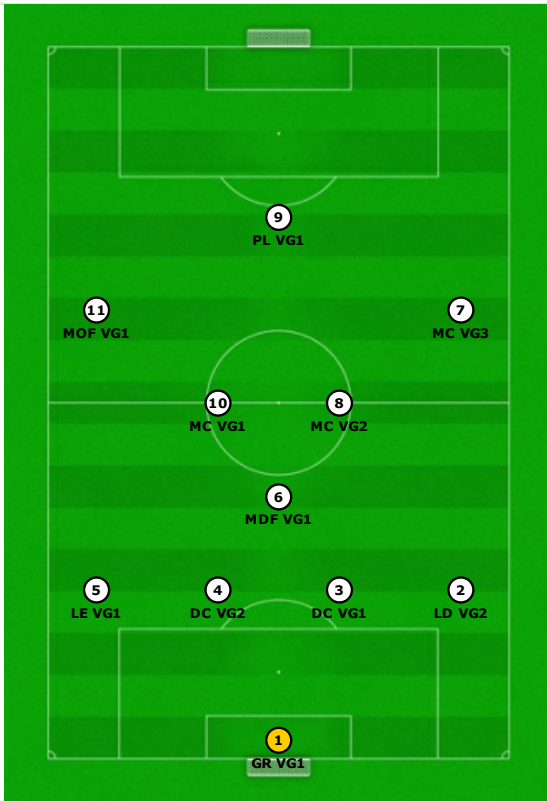 9
PL VG1
11
MOF VG1
7
MC VG3
10
MC VG1
8
MC VG2
6
MDF VG1
5
LE VG1
4
DC VG2
3
DC VG1
2
LD VG2
1
GR VG1